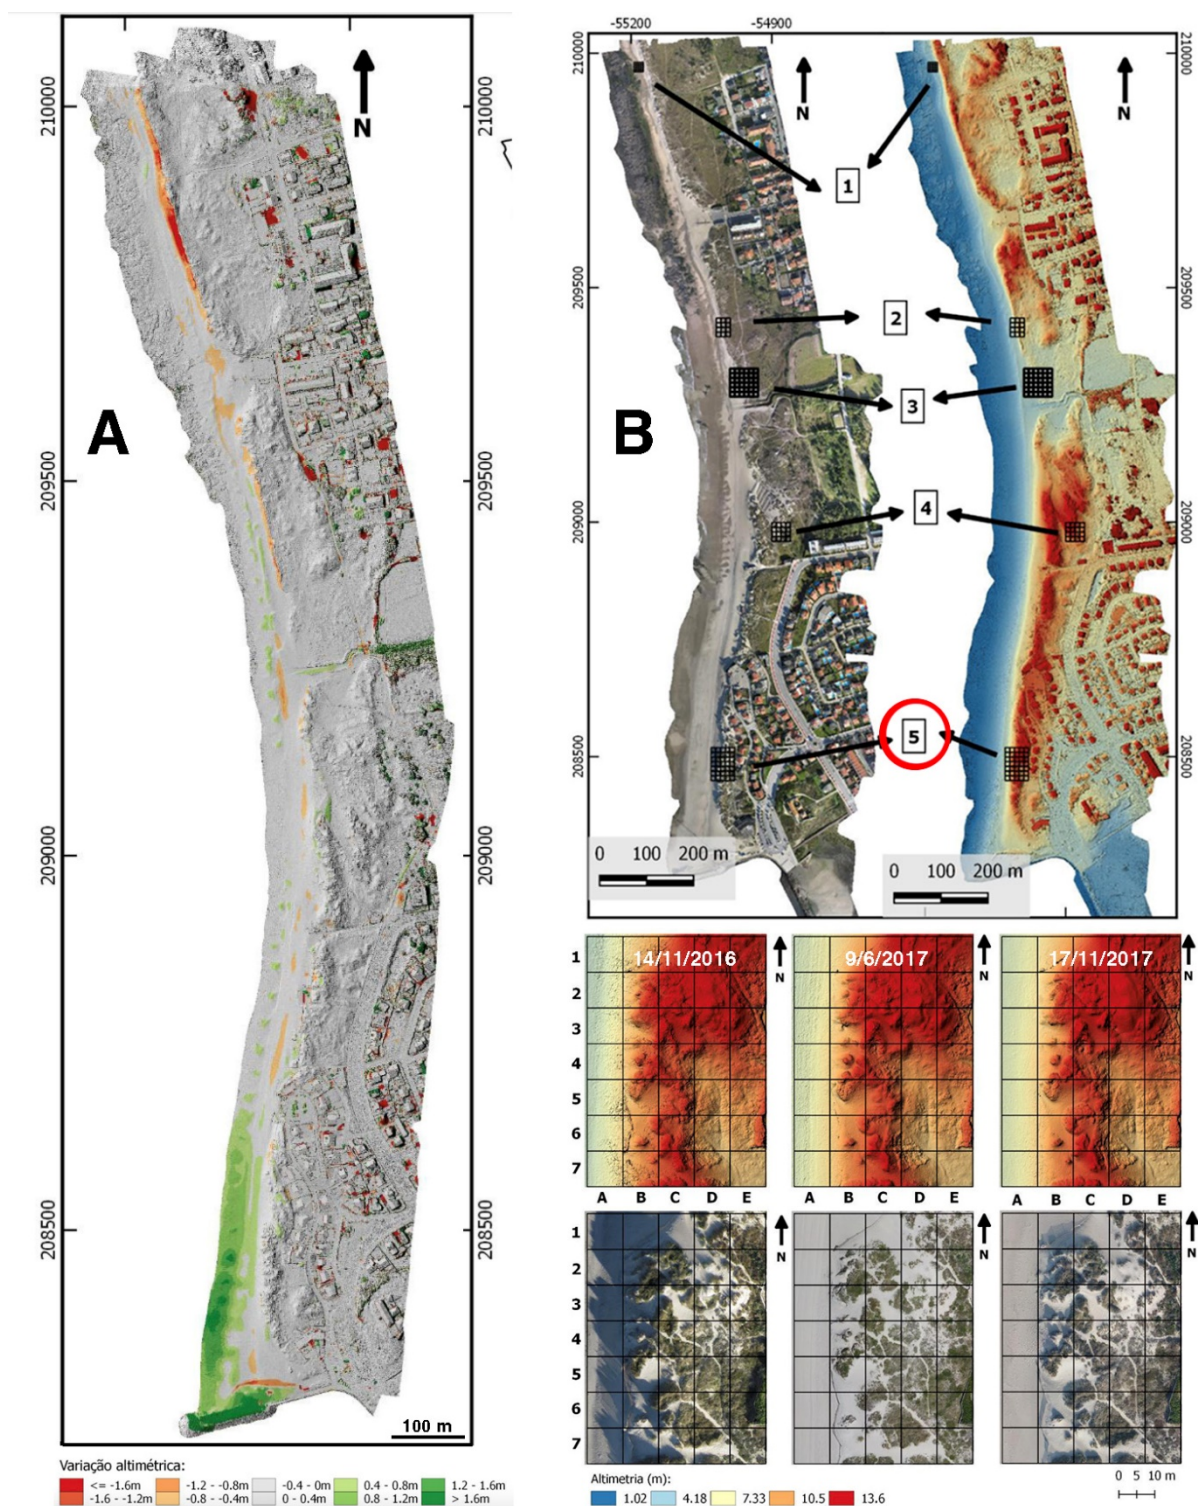 A
N
210000
210000
209500
209500
209000
209000
208500
208500
100 m
Variação altimétrica:
<= -1.6m
-1.6 - -1.2m
-1.2 - -0.8m
-0.8 - -0.4m
-0.4 - 0m
0 - 0.4m
0.4 - 0.8m
0.8 - 1.2m
1.2 - 1.6m
> 1.6m
B
-55200
-54900
210000
210000
N
N
1
209500
209500
2
3
209000
209000
4
5
208500
208500
0 100 200 m
0 100 200 m
14/11/2016
9/6/2017
17/11/2017
N
N
N
1
2
3
4
5
6
7
A B C D E
A B C D E
A B C D E
N
N
N
1
2
3
4
5
6
7
Altimetria (m):
1.02 4.18 7.33 10.5 13.6
0 5 10 m